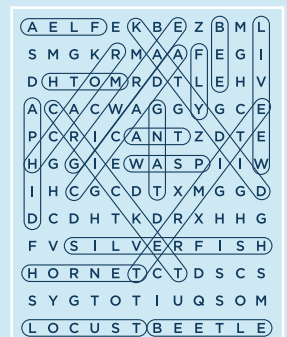 A E L F E K B E Z B M L
S M G K R M A A F E G I
D H T O M R D T L E H V
A C A C W A G G Y G C E
P C R I C A N T Z D T E
H G G I E W A S P I I W
I H C G C D T X M G G D
D C D H T K D R X H H G
F V S I L V E R F I S H
H O R N E T C T D S C S
S Y G T O T I U Q S O M
L O C U S T B E E T L E